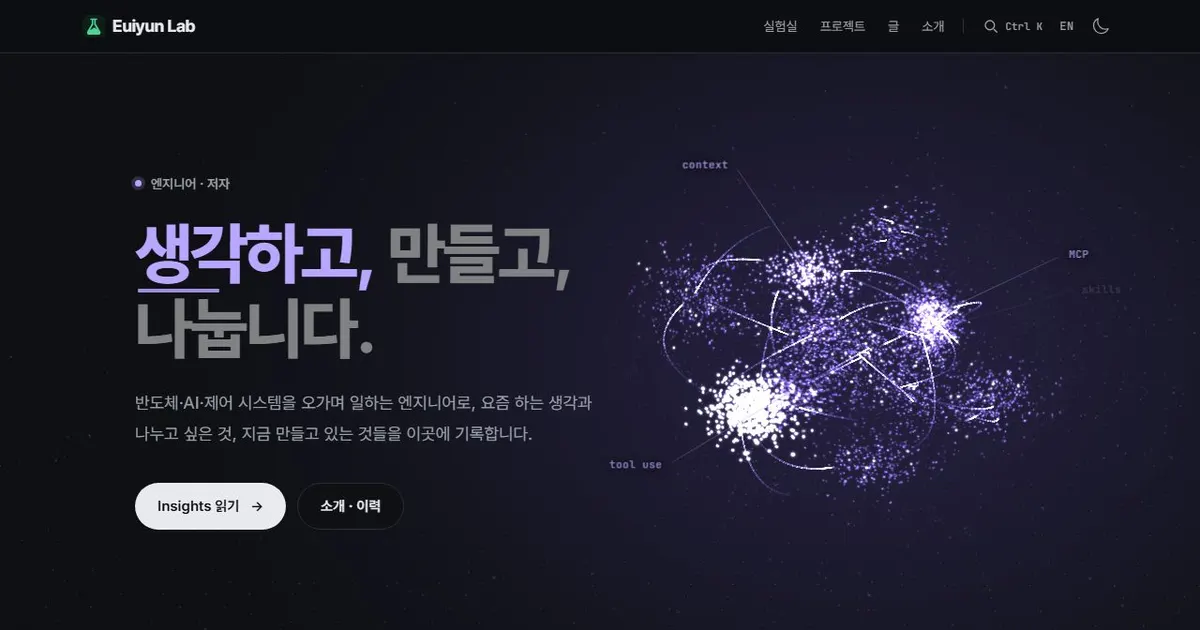 Euiyun Lab
실험실 프로젝트 글 소개 Ctrl K EN
엔지니어 · 저자
생각하고, 만들고,
나눕니다.
반도체·AI·제어 시스템을 오가며 일하는 엔지니어로, 요즘 하는 생각과
나누고 싶은 것, 지금 만들고 있는 것들을 이곳에 기록합니다.
Insights 읽기 →
소개 · 이력
context
MCP
skills
tool use